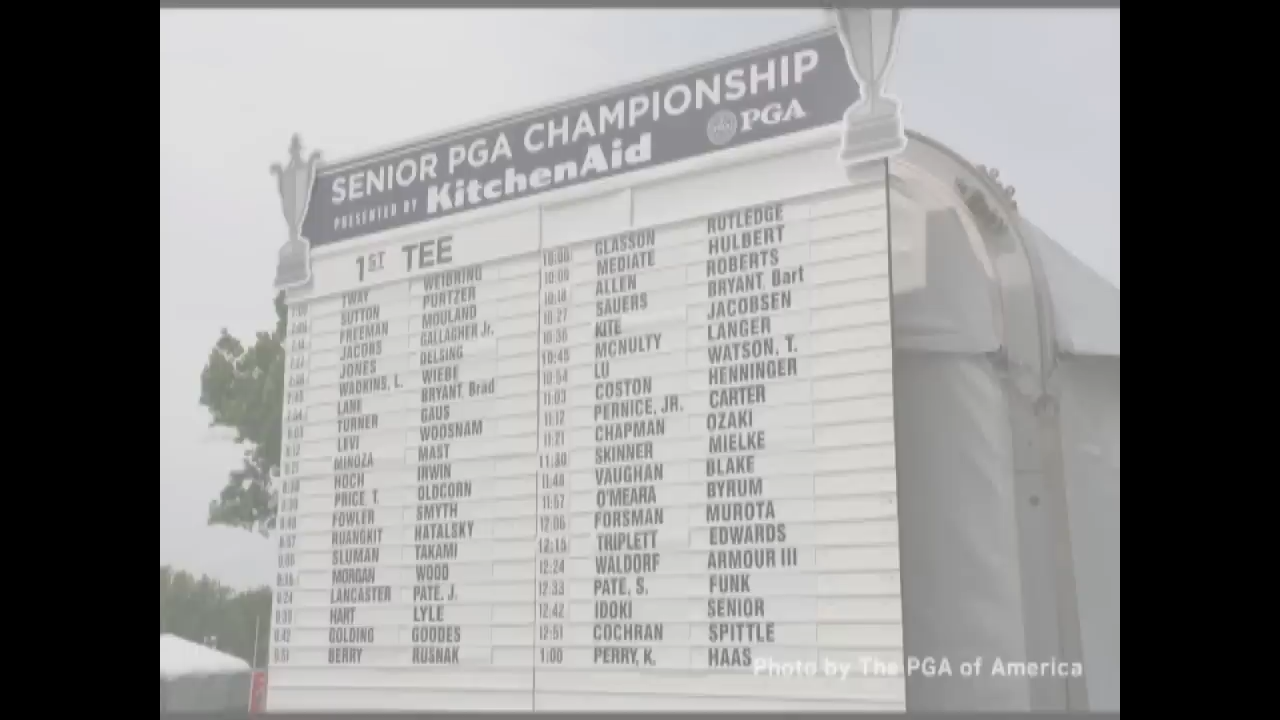 SENIOR PGA CHAMPIONSHIP
PRESENTED BY KitchenAid PGA
1ST TEE
TWAY WEIBRING
SUTTON PURTZER
FREEMAN MOULAND
JACOBS GALLAGHER Jr.
JONES DELSING
WADKINS, L. WIEBE
LANE BRYANT, Brad
TURNER GAUS
LEVI WOOSNAM
MINOZA MAST
HOCH IRWIN
PRICE T. OLDCORN
FOWLER SMYTH
RUANGKIT NATALSKY
SLUMAN TAKAMI
MORGAN WOOD
LANCASTER PATE, J.
HART LYLE
GOLDING GOODES
BERRY RUSNAK
10:00 GLASSON RUTLEDGE
10:09 MEDIATE HULBERT
10:18 ALLEN ROBERTS
10:27 SAUERS BRYANT, Bart
10:36 KITE JACOBSEN
10:45 MCNULTY LANGER
10:54 LU WATSON, T.
11:03 COSTON HENNINGER
11:12 PERNICE, JR. CARTER
11:21 CHAPMAN OZAKI
11:30 SKINNER MIELKE
11:48 VAUGHAN BLAKE
11:57 O'MEARA BYRUM
12:06 FORSMAN MUROTA
12:15 TRIPLETT EDWARDS
12:24 WALDORF ARMOUR III
12:33 PATE, S. FUNK
12:42 IDOKI SENIOR
12:51 COCHRAN SPITTLE
1:00 PERRY, K. HAAS
Photo by The PGA of America